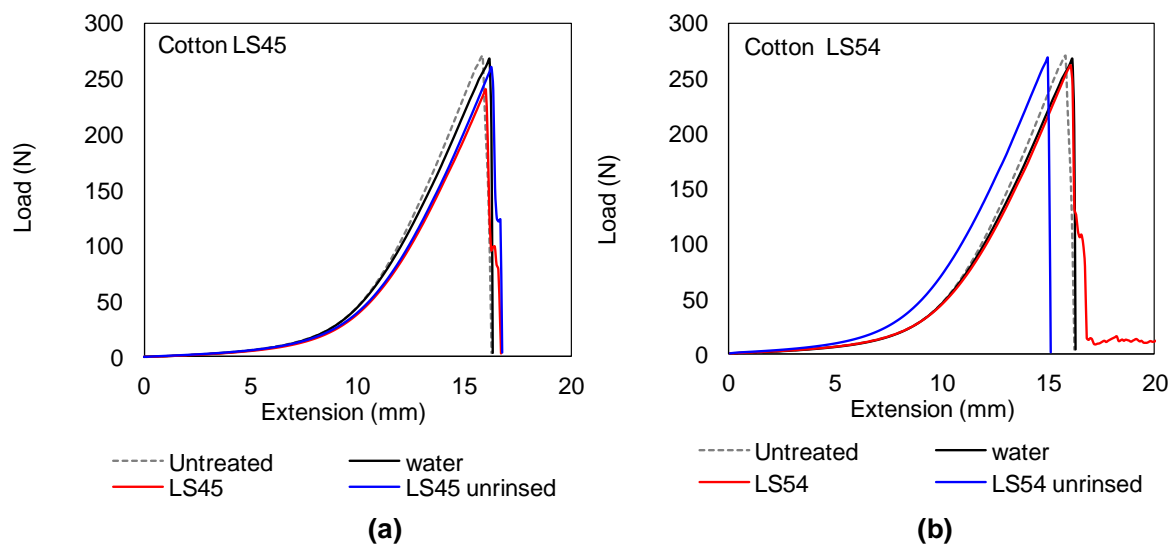 Cotton LS45
Load (N)
300
250
200
150
100
50
0
0 5 10 15 20
Extension (mm)
Untreated water
LS45 LS45 unrinsed
(a)
Cotton LS54
Load (N)
300
250
200
150
100
50
0
0 5 10 15 20
Extension (mm)
Untreated water
LS54 LS54 unrinsed
(b)